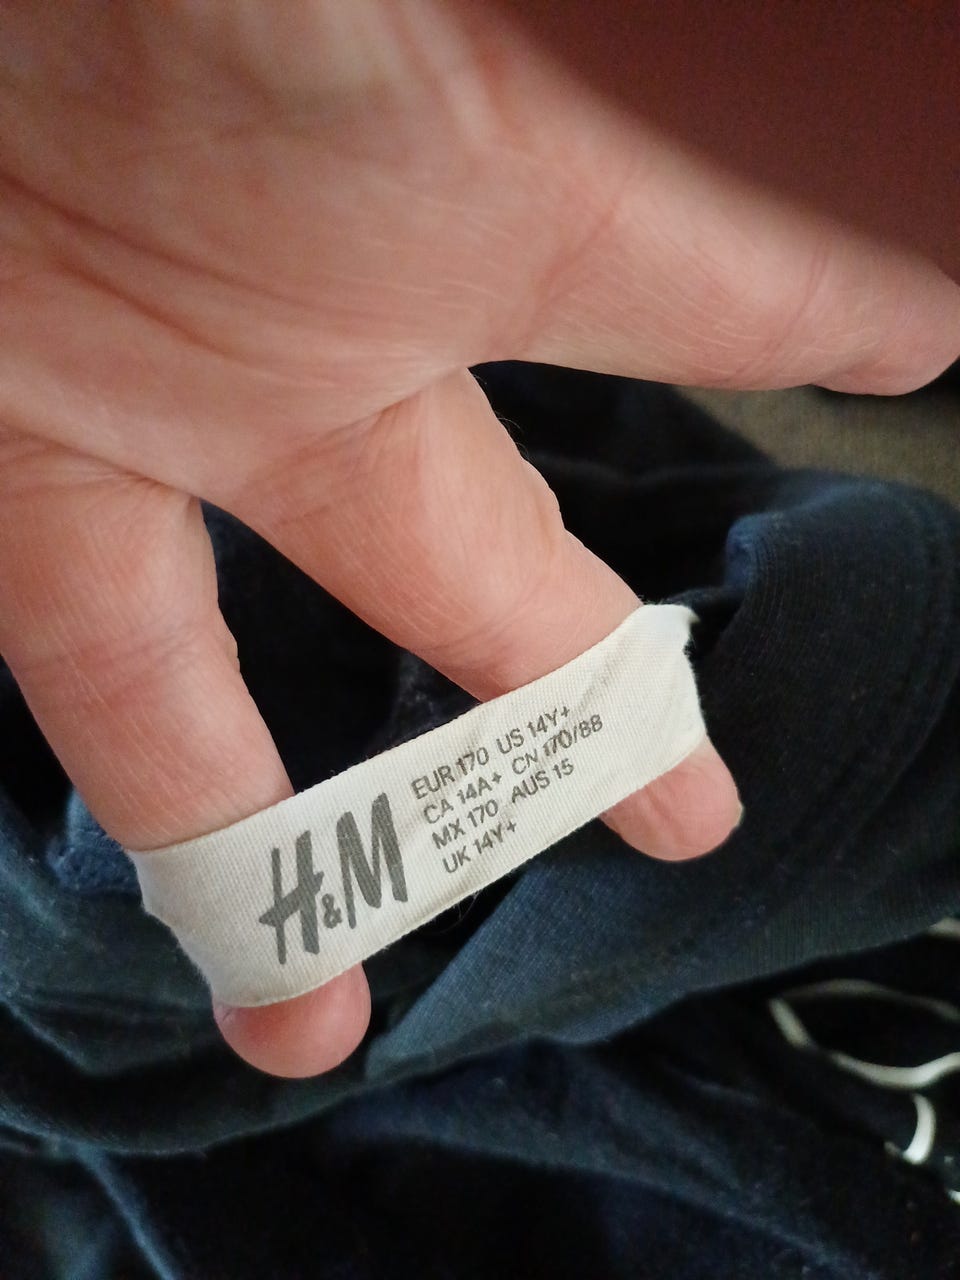 H&M
EUR 170 US 14Y+
CA 14A+ CN 170/88
MX 170 AUS 15
UK 14Y+